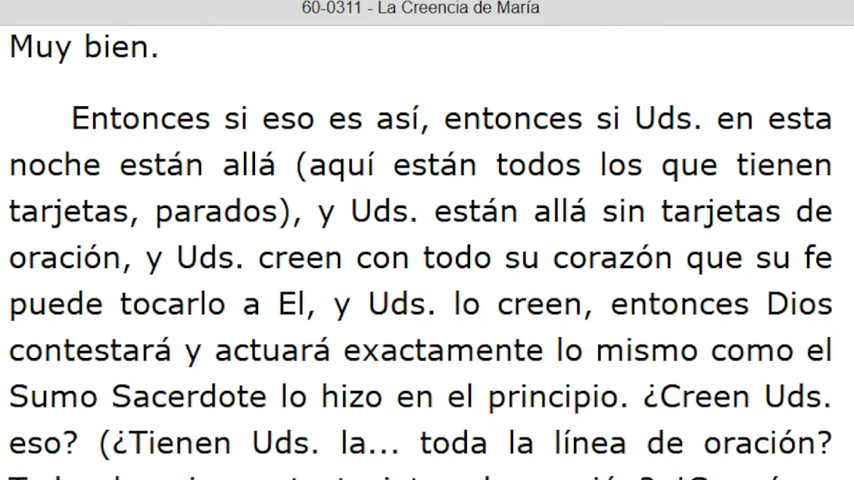 60-0311 - La Creencia de María
Muy bien.
Entonces si eso es así, entonces si Uds. en esta
noche están allá (aquí están todos los que tienen
tarjetas, parados), y Uds. están allá sin tarjetas de
oración, y Uds. creen con todo su corazón que su fe
puede tocarlo a El, y Uds. lo creen, entonces Dios
contestará y actuará exactamente lo mismo como el
Sumo Sacerdote lo hizo en el principio. ¿Creen Uds.
eso? (¿Tienen Uds. la... toda la línea de oración?